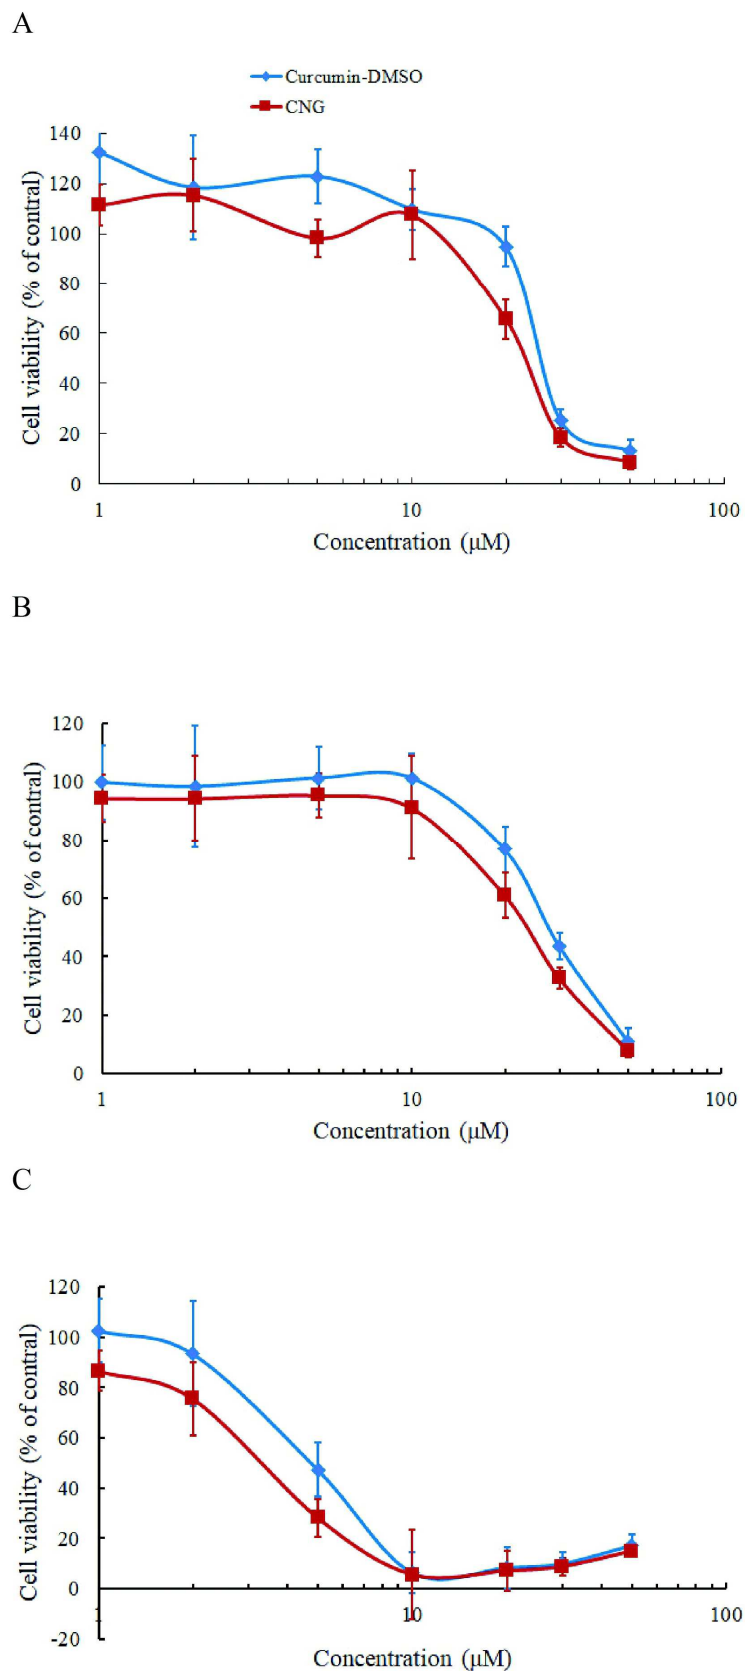 A
Curcumin-DMSO
CNG
140
120
100
80
60
40
20
0
Cell viability (% of contral)
1 10 100
Concentration (μM)
B
120
100
80
60
40
20
0
Cell viability (% of contral)
1 10 100
Concentration (μM)
C
120
100
80
60
40
20
0
-20
Cell viability (% of contral)
1 10 100
Concentration (μM)